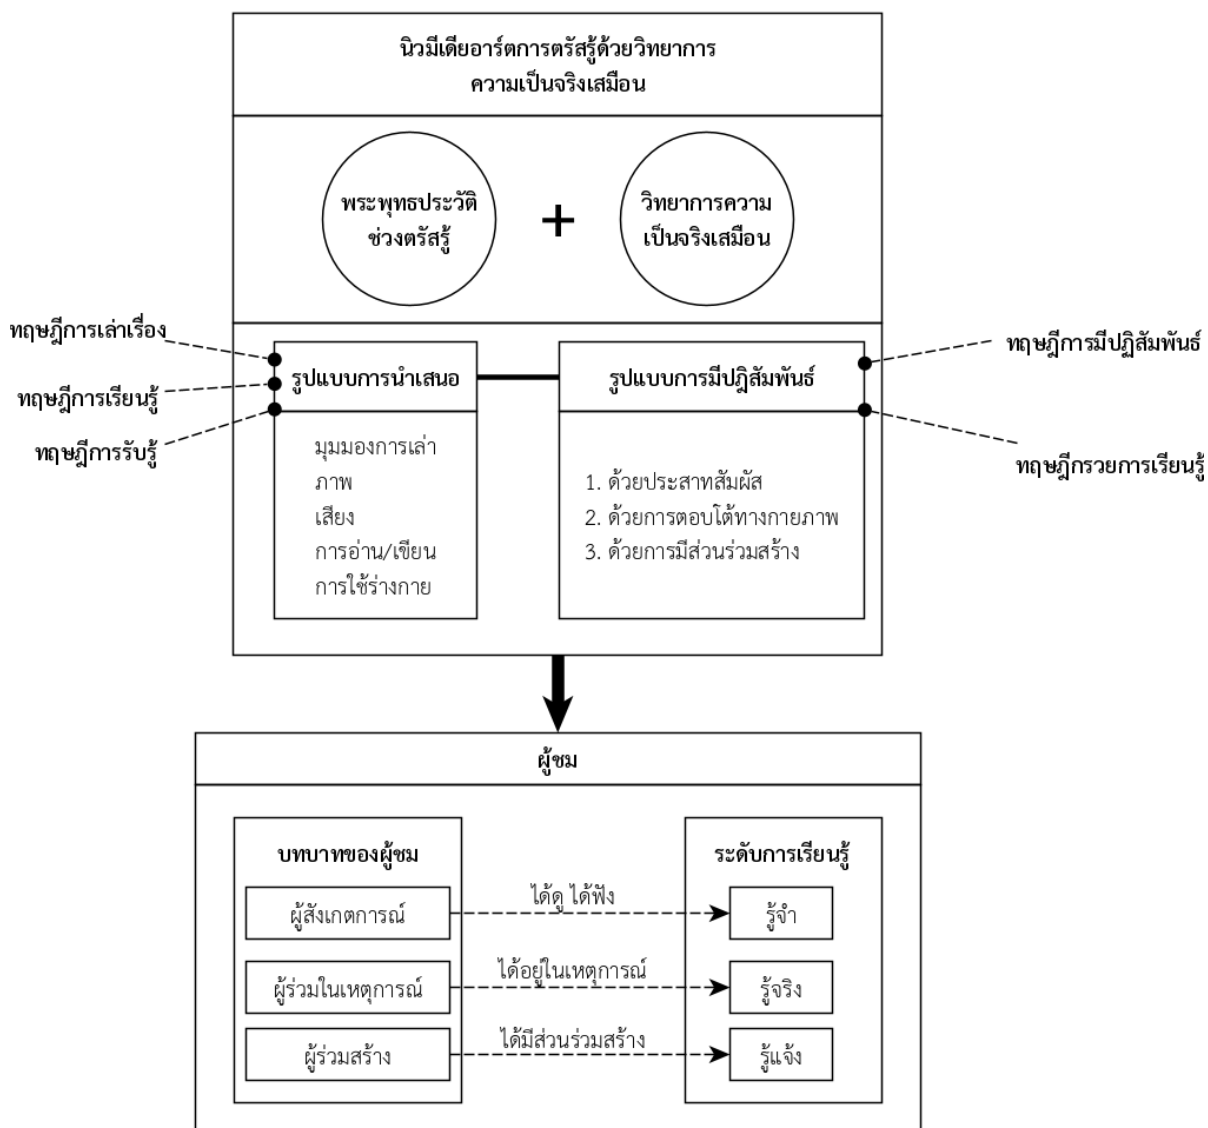 นิวมีเดียอาร์ตการตรัสรู้ด้วยวิทยาการ
ความเป็นจริงเสมือน
พระพุทธประวัติ
ช่วงตรัสรู้
+
วิทยาการความ
เป็นจริงเสมือน
ทฤษฎีการเล่าเรื่อง
ทฤษฎีการเรียนรู้
ทฤษฎีการรับรู้
รูปแบบการนำเสนอ
มุมมองการเล่า
ภาพ
เสียง
การอ่าน/เขียน
การใช้ร่างกาย
รูปแบบการมีปฎิสัมพันธ์
1. ด้วยประสาทสัมผัส
2. ด้วยการตอบโต้ทางกายภาพ
3. ด้วยการมีส่วนร่วมสร้าง
ทฤษฎีการมีปฏิสัมพันธ์
ทฤษฎีกรวยการเรียนรู้
ผู้ชม
บทบาทของผู้ชม
ระดับการเรียนรู้
ผู้สังเกตการณ์
ได้ดู ได้ฟัง
รู้จำ
ผู้ร่วมในเหตุการณ์
ได้อยู่ในเหตุการณ์
รู้จริง
ผู้ร่วมสร้าง
ได้มีส่วนร่วมสร้าง
รู้แจ้ง